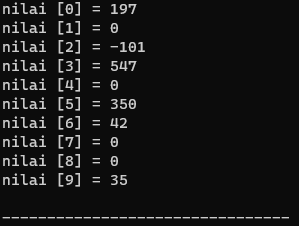 nilai [0] = 197
nilai [1] = 0
nilai [2] = -101
nilai [3] = 547
nilai [4] = 0
nilai [5] = 350
nilai [6] = 42
nilai [7] = 0
nilai [8] = 0
nilai [9] = 35
--------------------------------